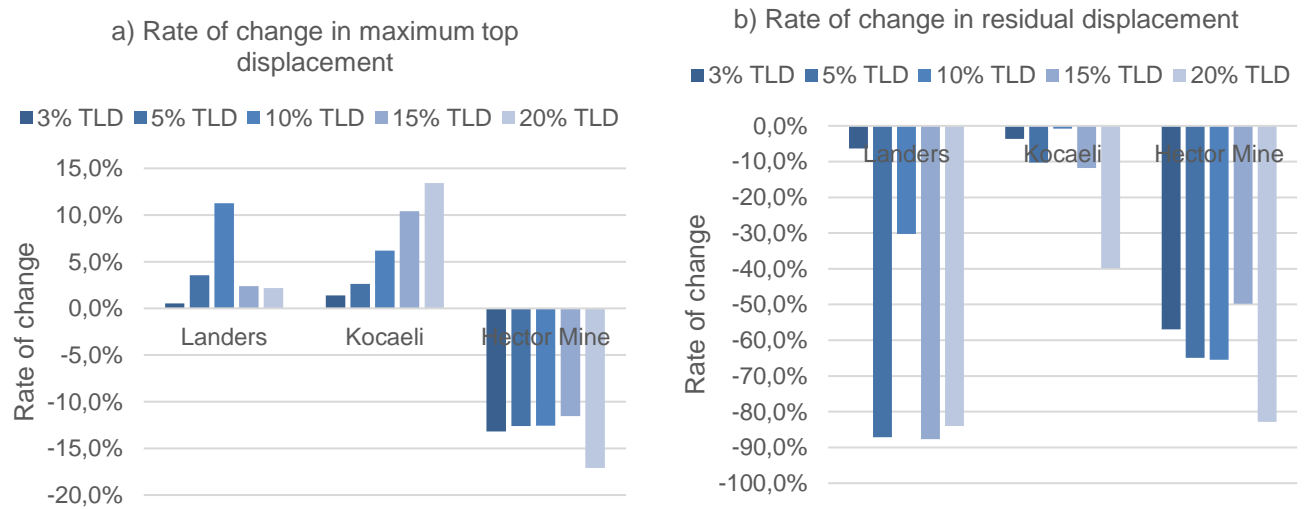 a) Rate of change in maximum top
displacement
3% TLD 5% TLD 10% TLD 15% TLD 20% TLD
15,0%
10,0%
5,0%
0,0%
-5,0%
-10,0%
-15,0%
-20,0%
Rate of change
Landers Kocaeli Hector Mine
b) Rate of change in residual displacement
3% TLD 5% TLD 10% TLD 15% TLD 20% TLD
0,0%
-10,0%
-20,0%
-30,0%
-40,0%
-50,0%
-60,0%
-70,0%
-80,0%
-90,0%
-100,0%
Rate of change
Landers Kocaeli Hector Mine